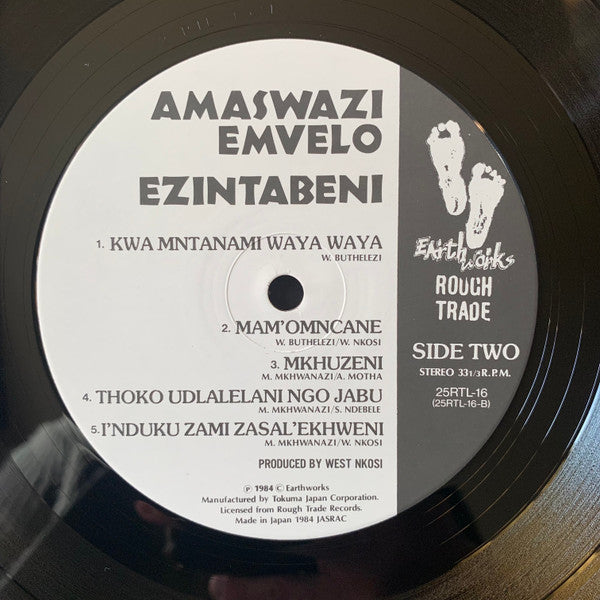 AMASWAZI
EMVELO
EZINTABENI
1. KWA MNTANAMI WAYA WAYA
W. BUTHELEZI
2. MAM'OMNCANE
W. BUTHELEZI/W. NKOSI
3. MKHUZENI
M. MKHWANAZI/A. MOTHA
4. THOKO UDLALELANI NGO JABU
M. MKHWANAZI/S. NDEBELE
5. I'NDUKU ZAMI ZASAL'EKHWENI
M. MKHWANAZI/W. NKOSI
PRODUCED BY WEST NKOSI
Ⓟ 1984 © Earthworks
Manufactured by Tokuma Japan Corporation.
Licensed from Rough Trade Records.
Made in Japan 1984 JASRAC
Earthworks
ROUGH
TRADE
SIDE TWO
STEREO 33 1/3 R.P.M.
25RTL-16
(25RTL-16-B)